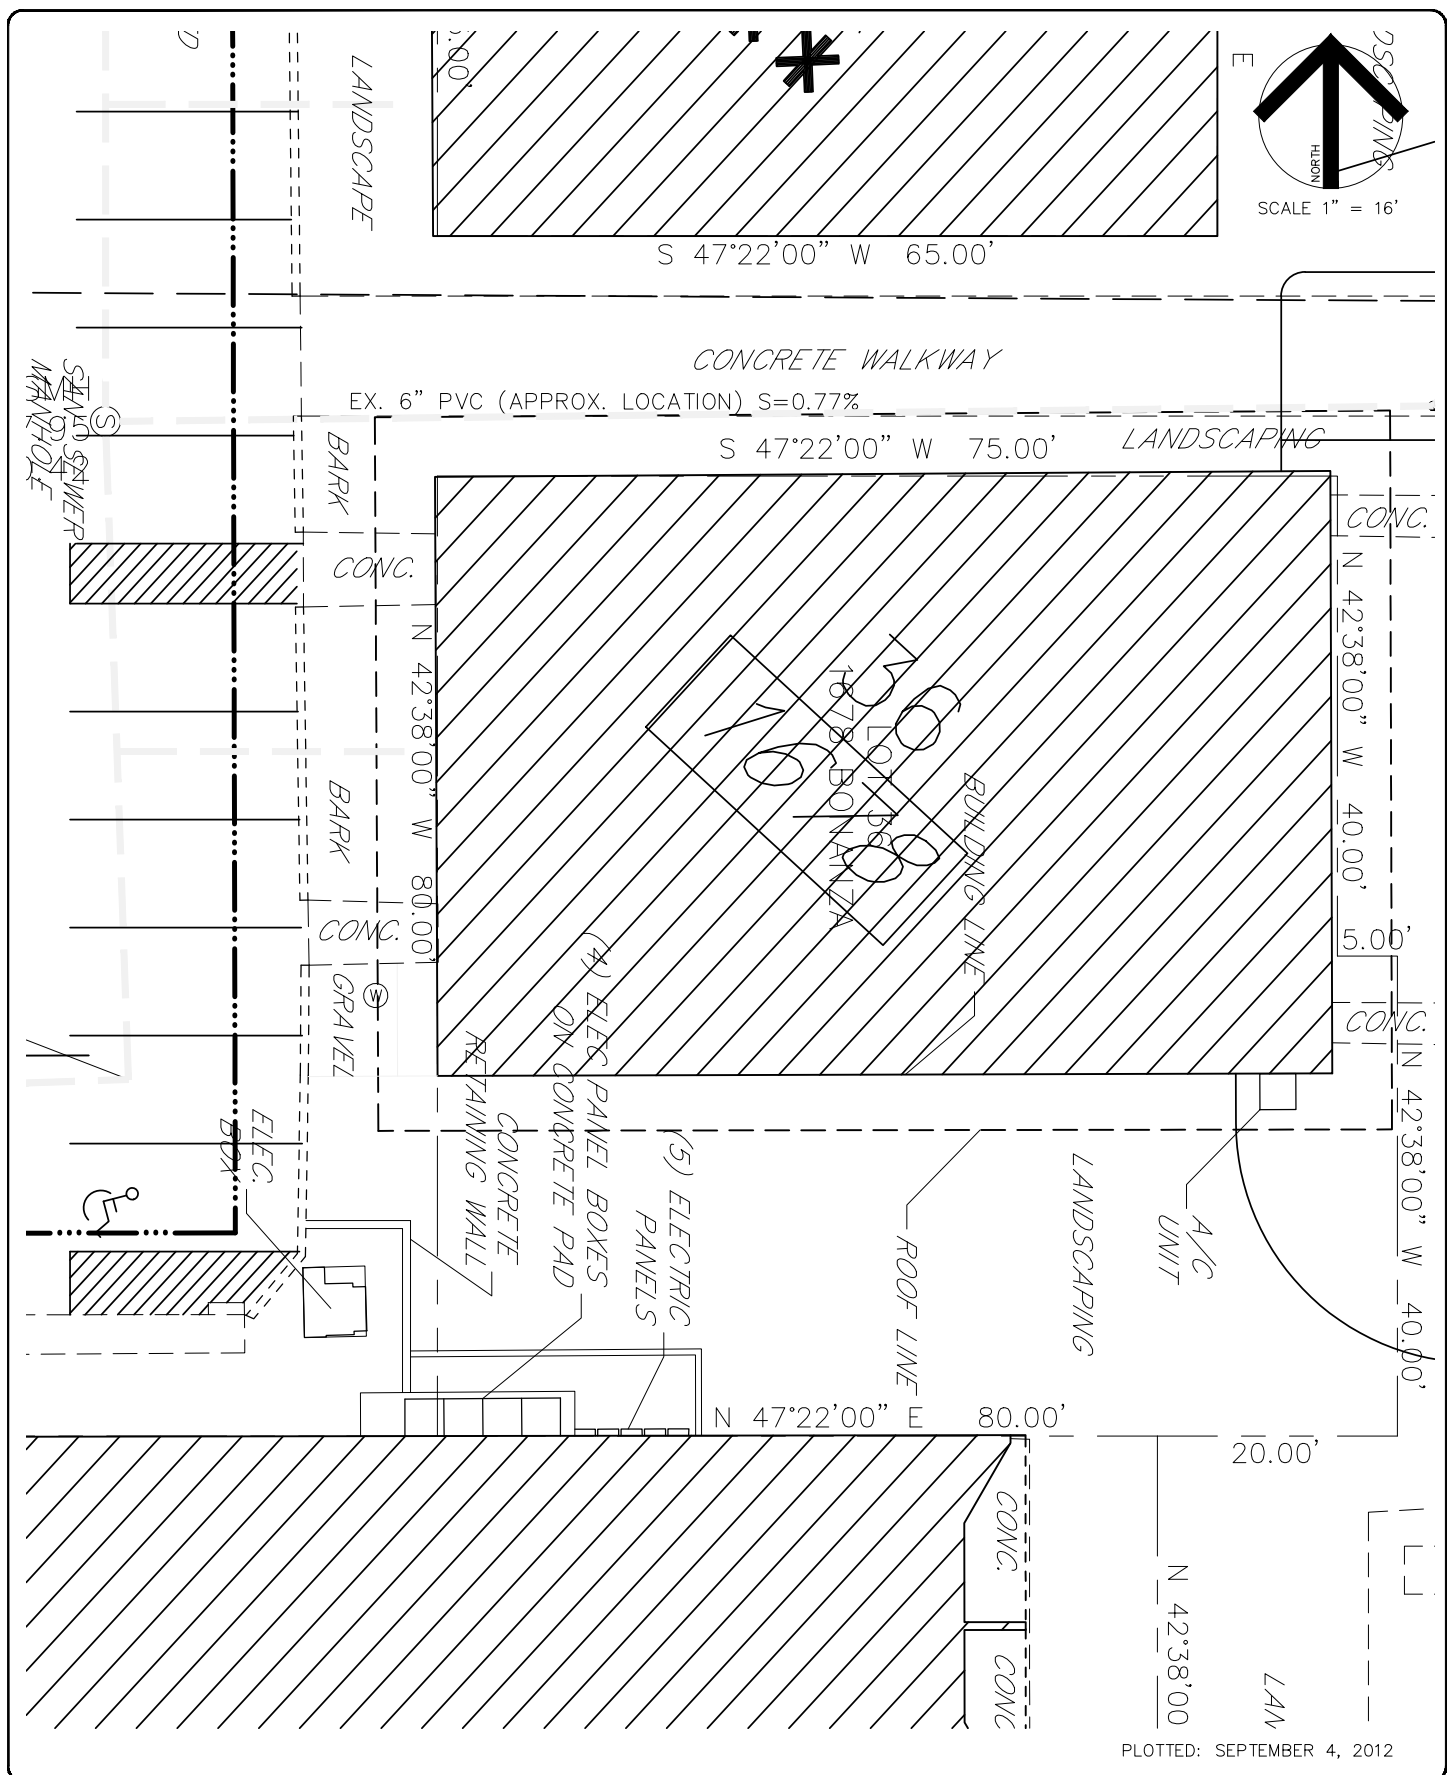 LANDSCAPE
E
NORTH
SCALE 1" = 16'
S 47°22'00" W 65.00'
CONCRETE WALKWAY
EX. 6" PVC (APPROX. LOCATION) S=0.77%
S 47°22'00" W 75.00'
LANDSCAPING
SAN. SEWER
MANHOLE
S
BARK
CONC.
CONC.
N 42°38'00" W 80.00'
N 42°38'00" W 40.00'
LOT 36
1878 BONANZA
BUILDING LINE
BARK
CONC.
5.00'
GRAVEL
W
CONC.
(4) ELEC PANEL BOXES
ON CONCRETE PAD
CONCRETE
RETAINING WALL
(5) ELECTRIC
PANELS
ELEC.
BOX
ROOF LINE
LANDSCAPING
A/C
UNIT
N 42°38'00" W 40.00'
N 47°22'00" E 80.00'
20.00'
CONC.
CONC
N 42°38'00
LAN
PLOTTED: SEPTEMBER 4, 2012